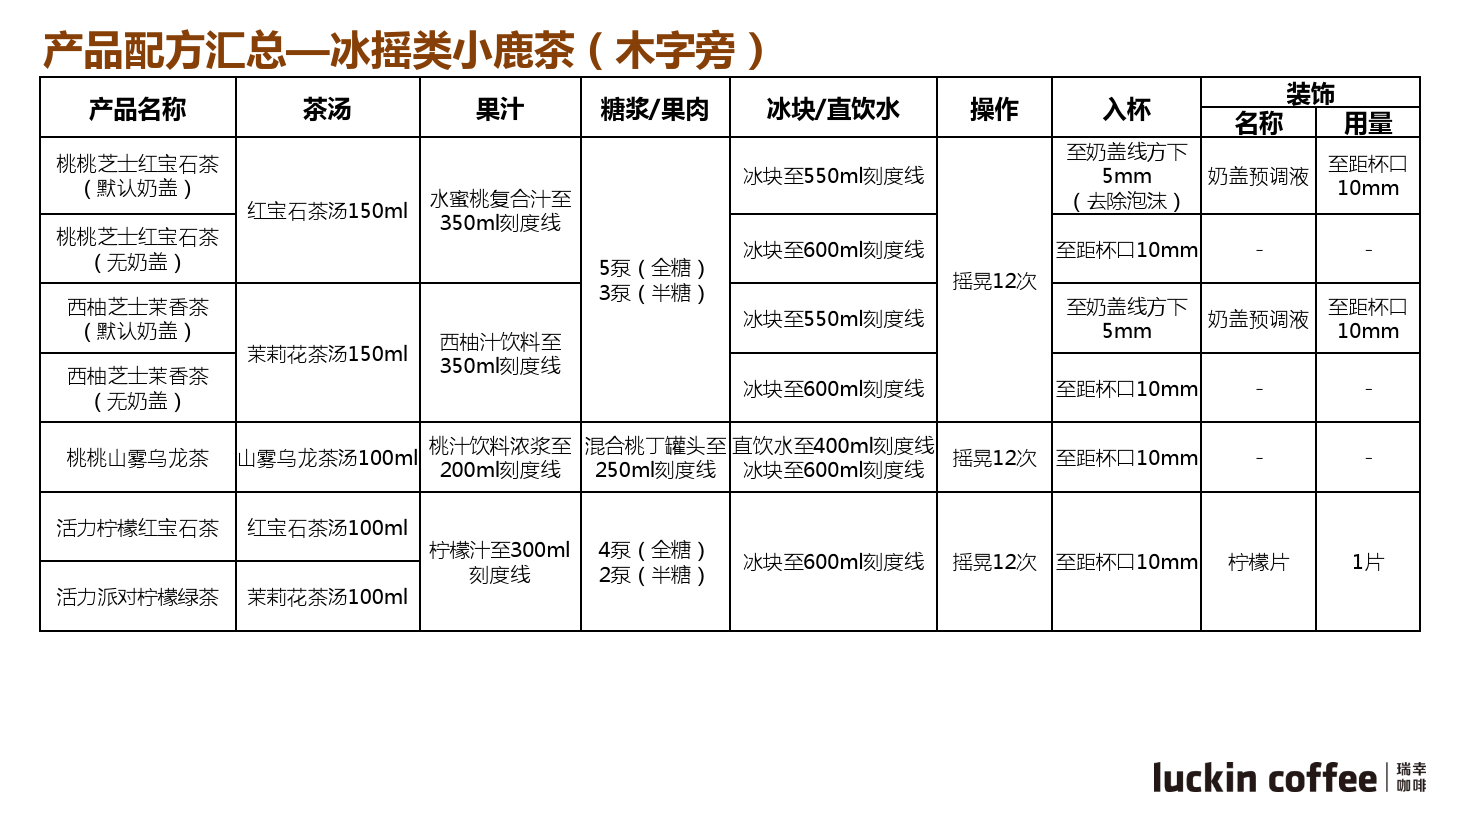 产品配方汇总—冰摇类小鹿茶（木字旁）
产品名称 茶汤 果汁 糖浆/果肉 冰块/直饮水 操作 入杯 装饰
名称 用量
桃桃芝士红宝石茶
（默认奶盖）
红宝石茶汤150ml
水蜜桃复合汁至
350ml刻度线
5泵（全糖）
3泵（半糖）
冰块至550ml刻度线
摇晃12次
至奶盖线方下
5mm
（去除泡沫）
奶盖预调液
至距杯口
10mm
桃桃芝士红宝石茶
（无奶盖）
冰块至600ml刻度线
至距杯口10mm
-
-
西柚芝士茉香茶
（默认奶盖）
茉莉花茶汤150ml
西柚汁饮料至
350ml刻度线
冰块至550ml刻度线
至奶盖线方下
5mm
奶盖预调液
至距杯口
10mm
西柚芝士茉香茶
（无奶盖）
冰块至600ml刻度线
至距杯口10mm
-
-
桃桃山雾乌龙茶
山雾乌龙茶汤100ml
桃汁饮料浓浆至
200ml刻度线
混合桃丁罐头至
250ml刻度线
直饮水至400ml刻度线
冰块至600ml刻度线
摇晃12次
至距杯口10mm
-
-
活力柠檬红宝石茶
红宝石茶汤100ml
柠檬汁至300ml
刻度线
4泵（全糖）
2泵（半糖）
冰块至600ml刻度线
摇晃12次
至距杯口10mm
柠檬片
1片
活力派对柠檬绿茶
茉莉花茶汤100ml
luckin coffee
瑞幸
咖啡